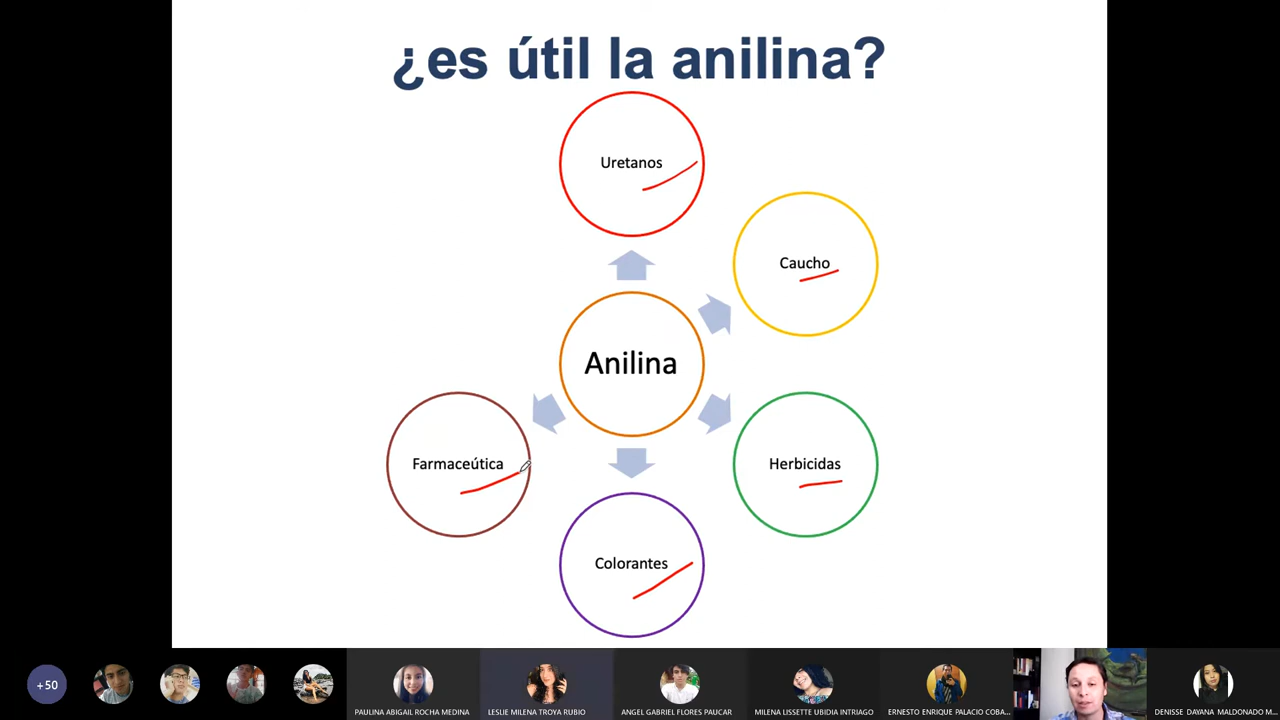 ¿es útil la anilina?
Uretanos
Caucho
Anilina
Farmaceútica
Herbicidas
Colorantes
+50
PAULINA ABIGAIL ROCHA MEDINA
LESLIE MILENA TROYA RUBIO
ANGEL GABRIEL FLORES PAUCAR
MILENA LISSETTE UBIDIA INTRIAGO
ERNESTO ENRIQUE PALACIO COBA...
DENISSE DAYANA MALDONADO M...